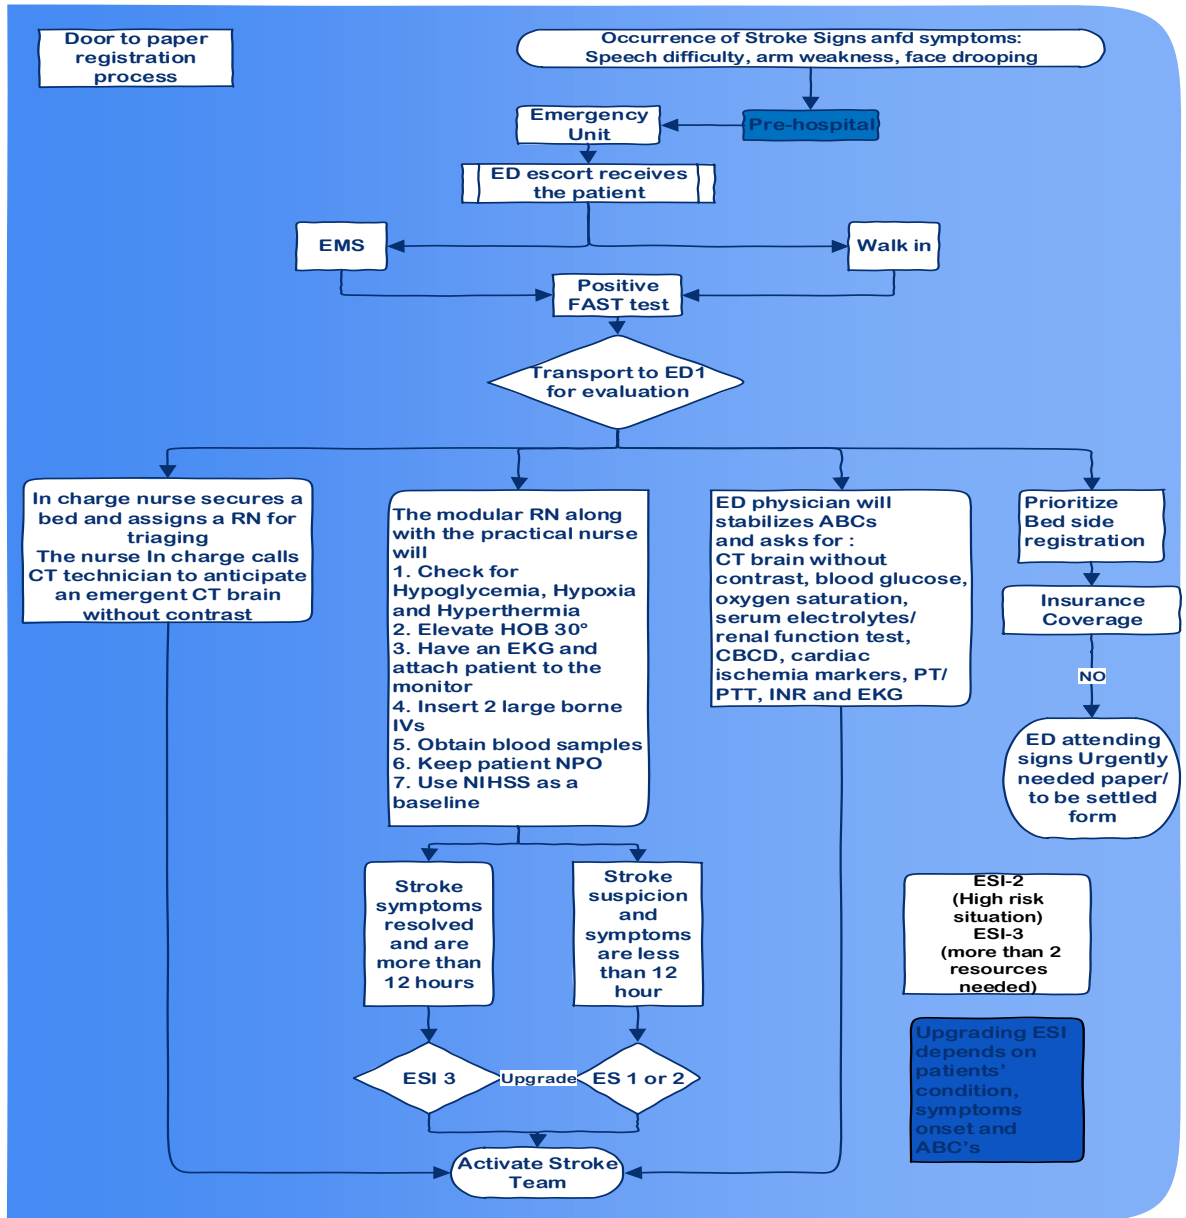 Door to paper
registration
process
Occurrence of Stroke Signs anfd symptoms:
Speech difficulty, arm weakness, face drooping
Pre-hospital
Emergency
Unit
ED escort receives
the patient
EMS
Walk in
Positive
FAST test
Transport to ED1
for evaluation
In charge nurse secures a
bed and assigns a RN for
triaging
The nurse In charge calls
CT technician to anticipate
an emergent CT brain
without contrast
The modular RN along
with the practical nurse
will
1. Check for
Hypoglycemia, Hypoxia
and Hyperthermia
2. Elevate HOB 30°
3. Have an EKG and
attach patient to the
monitor
4. Insert 2 large borne
IVs
5. Obtain blood samples
6. Keep patient NPO
7. Use NIHSS as a
baseline
ED physician will
stabilizes ABCs
and asks for :
CT brain without
contrast, blood glucose,
oxygen saturation,
serum electrolytes/
renal function test,
CBCD, cardiac
ischemia markers, PT/
PTT, INR and EKG
Prioritize
Bed side
registration
Insurance
Coverage
NO
ED attending
signs Urgently
needed paper/
to be settled
form
Stroke
symptoms
resolved
and are
more than
12 hours
Stroke
suspicion
and
symptoms
are less
than 12
hour
ESI 3
Upgrade
ES 1 or 2
Activate Stroke
Team
ESI-2
(High risk
situation)
ESI-3
(more than 2
resources
needed)
Upgrading ESI
depends on
patients'
condition,
symptoms
onset and
ABC's